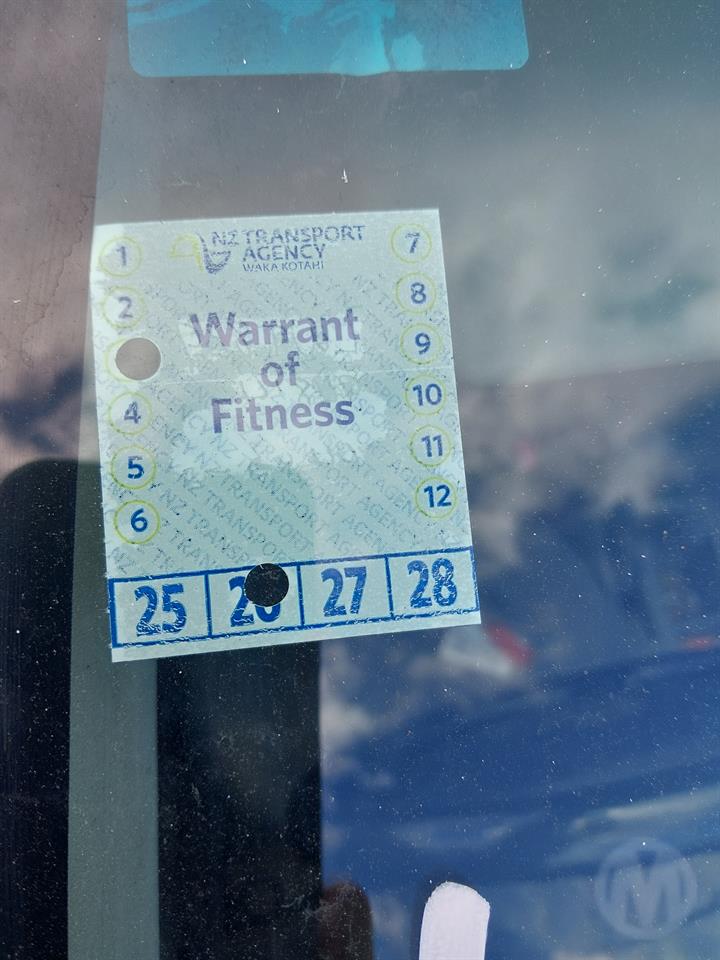 NZ TRANSPORT
AGENCY
WAKA KOTAHI
Warrant
of
Fitness
1
2
4
5
6
7
8
9
10
11
12
25 26 27 28
M